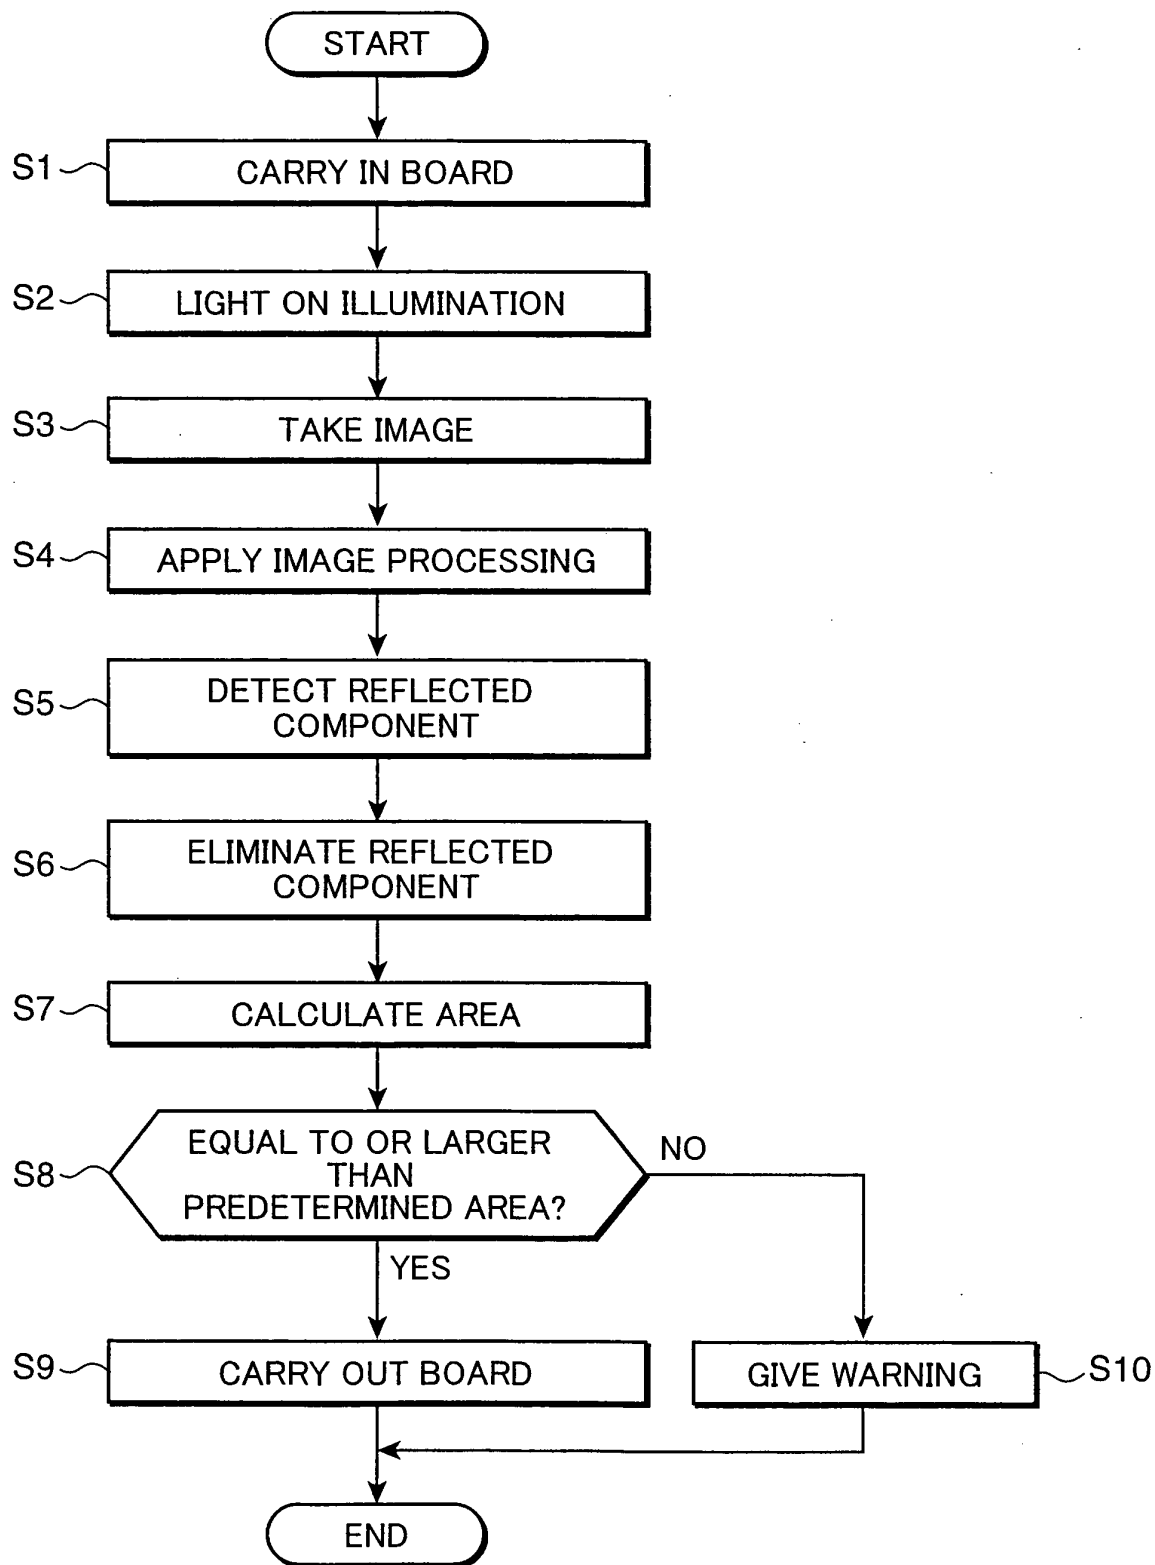 START
S1
CARRY IN BOARD
S2
LIGHT ON ILLUMINATION
S3
TAKE IMAGE
S4
APPLY IMAGE PROCESSING
S5
DETECT REFLECTED
COMPONENT
S6
ELIMINATE REFLECTED
COMPONENT
S7
CALCULATE AREA
S8
EQUAL TO OR LARGER
THAN
PREDETERMINED AREA?
NO
YES
S9
CARRY OUT BOARD
GIVE WARNING
S10
END